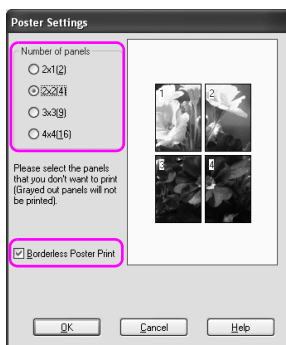 Poster Settings
Number of panels
2x1(2)
2x2(4)
3x3(9)
4x4(16)
Please select the panels
that you don't want to print
(Grayed out panels will not
be printed).
Borderless Poster Print
1 2
3 4
OK Cancel Help